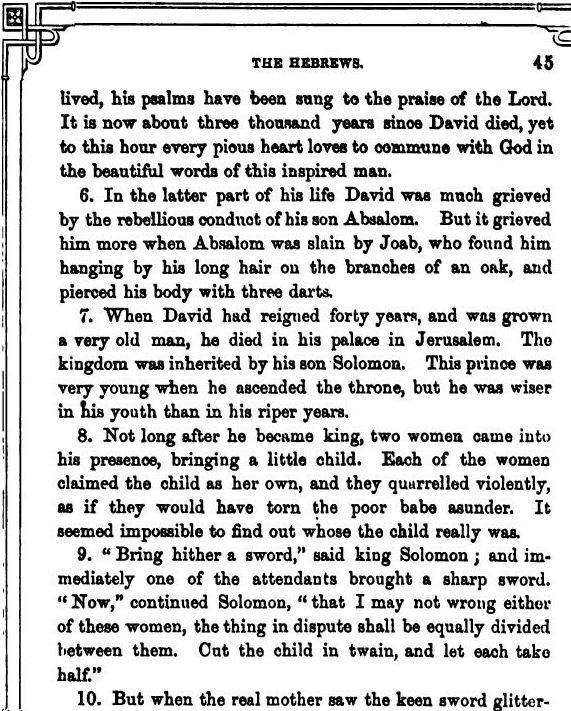 THE HEBREWS. 45
lived, his psalms have been sung to the praise of the Lord.
It is now about three thousand years since David died, yet
to this hour every pious heart loves to commune with God in
the beautiful words of this inspired man.
6. In the latter part of his life David was much grieved
by the rebellious conduct of his son Absalom. But it grieved
him more when Absalom was slain by Joab, who found him
hanging by his long hair on the branches of an oak, and
pierced his body with three darts.
7. When David had reigned forty years, and was grown
a very old man, he died in his palace in Jerusalem. The
kingdom was inherited by his son Solomon. This prince was
very young when he ascended the throne, but he was wiser
in his youth than in his riper years.
8. Not long after he became king, two women came into
his presence, bringing a little child. Each of the women
claimed the child as her own, and they quarrelled violently,
as if they would have torn the poor babe asunder. It
seemed impossible to find out whose the child really was.
9. “Bring hither a sword,” said king Solomon; and im-
mediately one of the attendants brought a sharp sword.
“Now,” continued Solomon, “that I may not wrong either
of these women, the thing in dispute shall be equally divided
between them. Cut the child in twain, and let each take
half.”
10. But when the real mother saw the keen sword glitter-